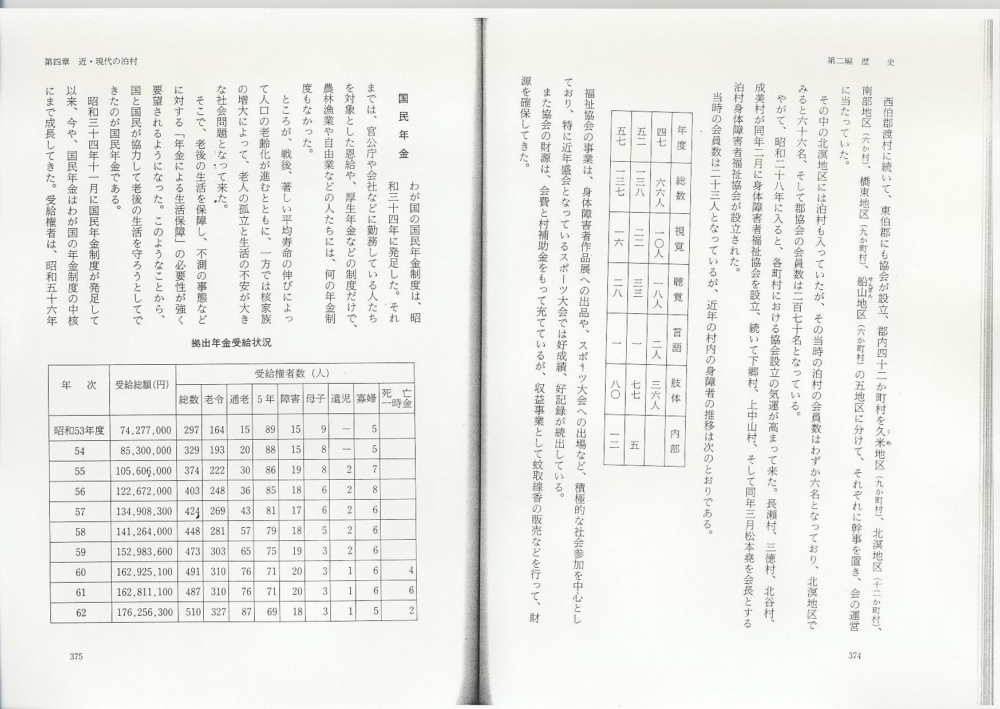 第二編　歴　　史
　西伯郡渡村に続いて、東伯郡にも協会が設立、郡内四十二か町村を久米地区（九か町村）、北溟地区（十二か町村）、
くめ
南部地区（六か村）、橋東地区（九か町村）、船山地区（六か町村）の五地区に分けて、それぞれに幹事を置き、会の運営
せんざん
に当たっていた。
　その中の北溟地区には泊村も入っていたが、その当時の泊村の会員数はわずか六名となっており、北溟地区で
みると六十六名、そして郡協会の会員数は二百七十名となっている。
　やがて、昭和二十八年に入ると、各町村における協会設立の気運が高まって来た。長瀬村、三徳村、北谷村、
成美村が同年二月に身体障害者福祉協会を設立、続いて下郷村、上中山村、そして同年三月松本堯を会長とする
泊村身体障害者福祉協会が設立された。
　当時の会員数は二十三人となっているが、近年の村内の身障者の推移は次のとおりである。
年度　総数　視覚　聴覚　言語　肢体　内部
四七　六六人　一〇人　一八人　二人　三六人
五二　一三八　二二　三三　一　七七　五
五七　一三七　一六　二八　一　八〇　一二
　福祉協会の事業は、身体障害者作品展への出品や、スポーツ大会への出場など、積極的な社会参加を中心とし
ており、特に近年盛会となっているスポーツ大会では好成績、好記録が続出している。
　また協会の財源は、会費と村補助金をもって充てているが、収益事業として蚊取線香の販売などを行って、財
源を確保してきた。
374
第四章　近・現代の泊村
国民年金
　わが国の国民年金制度は、昭
和三十四年に発足した。それ
までは、官公庁や会社などに勤務している人たち
を対象とした恩給や、厚生年金などの制度だけで、
農林漁業や自由業などの人たちには、何の年金制
度もなかった。
　ところが、戦後、著しい平均寿命の伸びによっ
て人口の老齢化が進むとともに、一方では核家族
の増大によって、老人の孤立と生活の不安が大き
な社会問題となって来た。
　そこで、老後の生活を保障し、不測の事態など
に対する「年金による生活保障」の必要性が強く
要望されるようになった。このようなことから、
国と国民が協力して老後の生活を守ろうとしてで
きたのが国民年金である。
　昭和三十四年十一月に国民年金制度が発足して
以来、今や、国民年金はわが国の年金制度の中核
にまで成長してきた。受給権者は、昭和五十六年
拠出年金受給状況
年　次　受給総額(円)　受給権者数（人）
総数　老令　通老　5年　障害　母子　遺児　寡婦　死亡一時金
昭和53年度　74,277,000　297　164　15　89　15　9　—　5
54　85,300,000　329　193　20　88　15　8　—　5
55　105,606,000　374　222　30　86　19　8　2　7
56　122,672,000　403　248　36　85　18　6　2　8
57　134,908,300　424　269　43　81　17　6　2　6
58　141,264,000　448　281　57　79　18　5　2　6
59　152,983,600　473　303　65　75　19　3　2　6
60　162,925,100　491　310　76　71　20　3　1　6　4
61　162,811,100　487　310　76　71　20　3　1　6　6
62　176,256,300　510　327　87　69　18　3　1　5　2
375